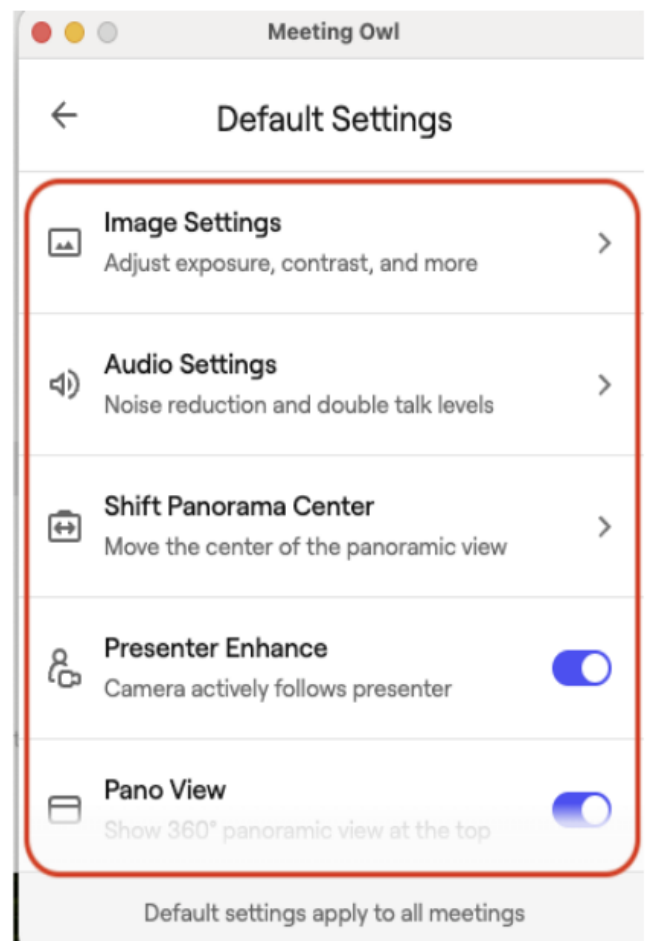 Meeting Owl
Default Settings
Image Settings
Adjust exposure, contrast, and more
Audio Settings
Noise reduction and double talk levels
Shift Panorama Center
Move the center of the panoramic view
Presenter Enhance
Camera actively follows presenter
Pano View
Show 360° panoramic view at the top
Default settings apply to all meetings